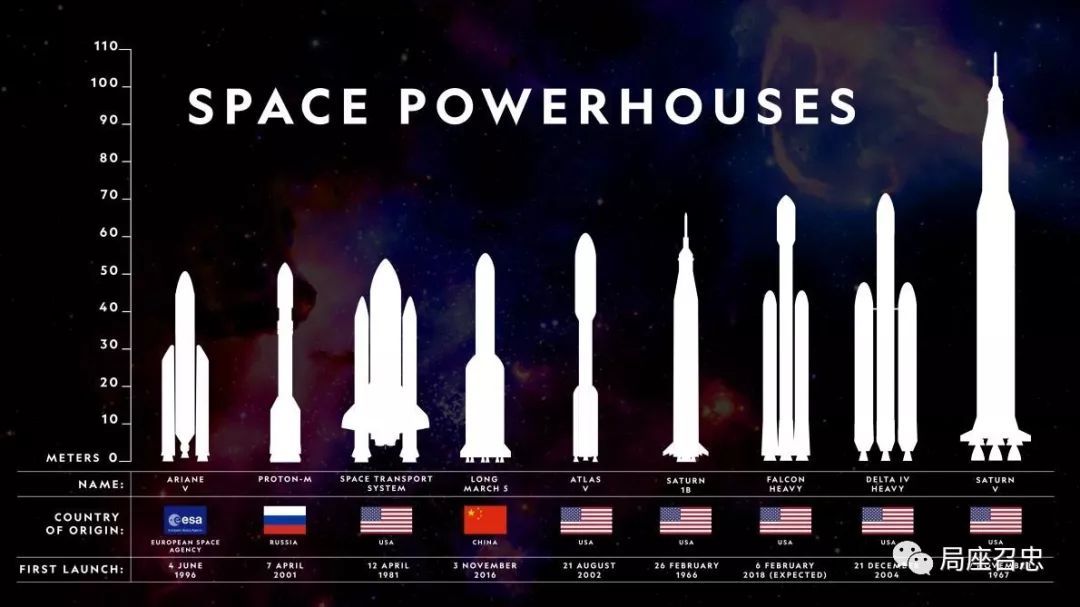 SPACE POWERHOUSES
110
100
90
80
70
60
50
40
30
20
10
METERS 0
NAME: ARIANE V PROTON-M SPACE TRANSPORT SYSTEM LONG MARCH 5 ATLAS V SATURN 1B FALCON HEAVY DELTA IV HEAVY SATURN V
COUNTRY OF ORIGIN: esa EUROPEAN SPACE AGENCY RUSSIA USA CHINA USA USA USA USA USA
FIRST LAUNCH: 4 JUNE 1996 7 APRIL 2001 12 APRIL 1981 3 NOVEMBER 2016 21 AUGUST 2002 26 FEBRUARY 1966 6 FEBRUARY 2018 (EXPECTED) 21 DECEMBER 2004 1967
局座召忠